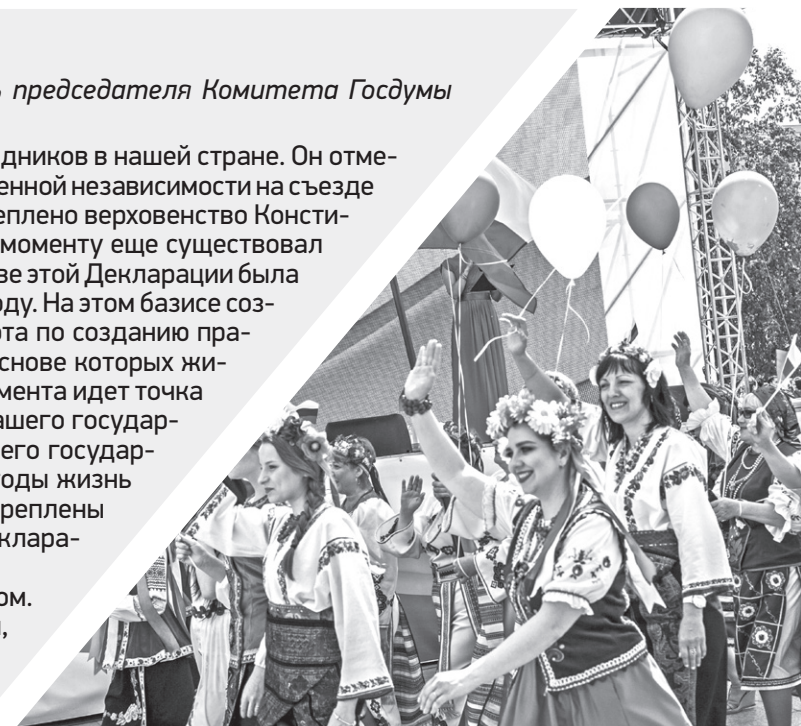 председателя Комитета Госдумы
дников в нашей стране. Он отме-
енной независимости на съезде
еплено верховенство Консти-
моменту еще существовал
ве этой Декларации была
оду. На этом базисе соз-
ота по созданию пра-
снове которых жи-
мента идет точка
ашего государ-
его государ-
оды жизнь
креплены
клара-
ом.
,